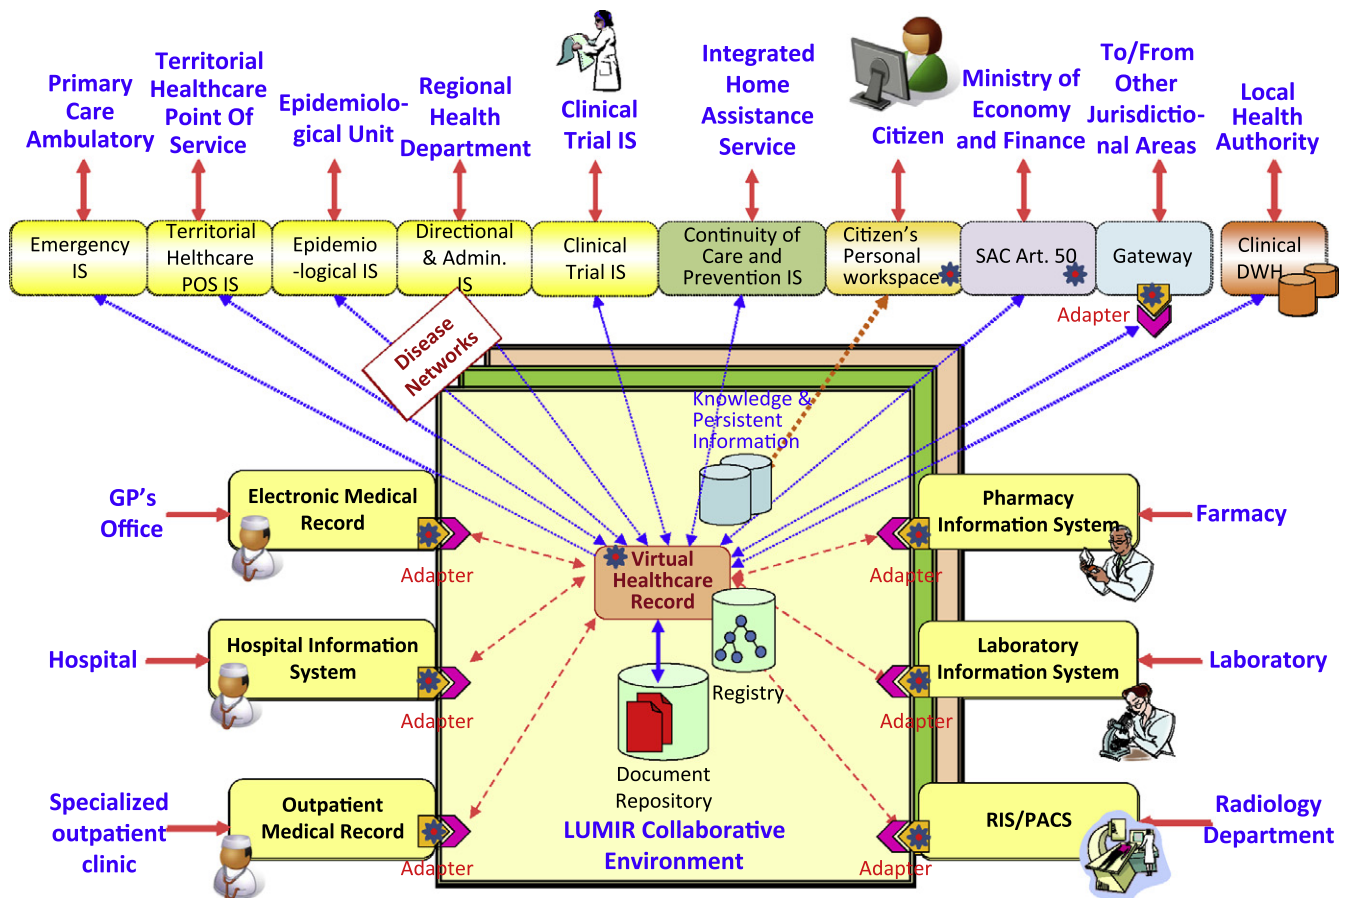 Primary
Care
Ambulatory
Territorial
Healthcare
Point Of
Service
Epidemiolo-
gical Unit
Regional
Health
Department
Clinical
Trial IS
Integrated
Home
Assistance
Service
Citizen
Ministry of
Economy
and Finance
To/From
Other
Jurisdictio-
nal Areas
Local
Health
Authority
Emergency
IS
Territorial
Helthcare
POS IS
Epidemio
-logical IS
Directional
& Admin.
IS
Clinical
Trial IS
Continuity of
Care and
Prevention IS
Citizen's
Personal
workspace
SAC Art. 50
Gateway
Clinical
DWH
Adapter
Disease
Networks
Knowledge &
Persistent
Information
GP's
Office
Electronic Medical
Record
Adapter
Pharmacy
Information System
Adapter
Farmacy
Virtual
Healthcare
Record
Hospital
Hospital Information
System
Adapter
Registry
Laboratory
Information System
Adapter
Laboratory
Document
Repository
Specialized
outpatient
clinic
Outpatient
Medical Record
Adapter
LUMIR Collaborative
Environment
RIS/PACS
Adapter
Radiology
Department